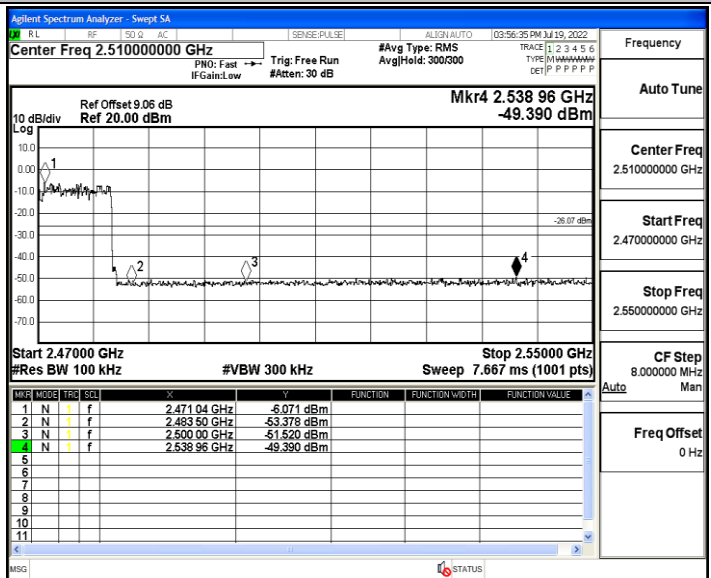 Agilent Spectrum Analyzer - Swept SA
LXI RL RF 50 Ω AC SENSE:PULSE ALIGN AUTO 03:56:35 PM Jul 19, 2022
Center Freq 2.510000000 GHz
PNO: Fast
IFGain:Low
Trig: Free Run
#Atten: 30 dB
#Avg Type: RMS
Avg|Hold: 300/300
TRACE 1 2 3 4 5 6
TYPE M WWWWW
DET P P P P P P
Mkr4 2.538 96 GHz
-49.390 dBm
Ref Offset 9.06 dB
10 dB/div Ref 20.00 dBm
Log
10.0
0.00
-10.0
-20.0
-30.0
-40.0
-50.0
-60.0
-70.0
1
2
3
4
-26.07 dBm
Start 2.47000 GHz Stop 2.55000 GHz
#Res BW 100 kHz #VBW 300 kHz Sweep 7.667 ms (1001 pts)
MKR MODE TRC SCL X Y FUNCTION FUNCTION WIDTH FUNCTION VALUE
1 N 1 f 2.471 04 GHz -6.071 dBm
2 N 1 f 2.483 50 GHz -53.378 dBm
3 N 1 f 2.500 00 GHz -51.520 dBm
4 N 1 f 2.538 96 GHz -49.390 dBm
5
6
7
8
9
10
11
MSG STATUS
Frequency
Auto Tune
Center Freq
2.510000000 GHz
Start Freq
2.470000000 GHz
Stop Freq
2.550000000 GHz
CF Step
8.000000 MHz
Auto Man
Freq Offset
0 Hz